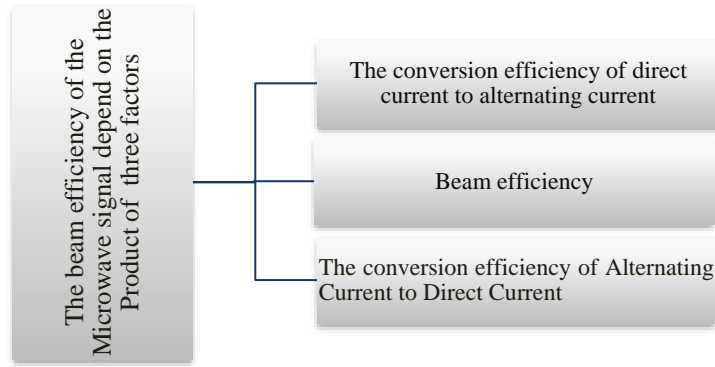 The beam efficiency of the
Microwave signal depend on the
Product of three factors
The conversion efficiency of direct
current to alternating current
Beam efficiency
The conversion efficiency of Alternating
Current to Direct Current